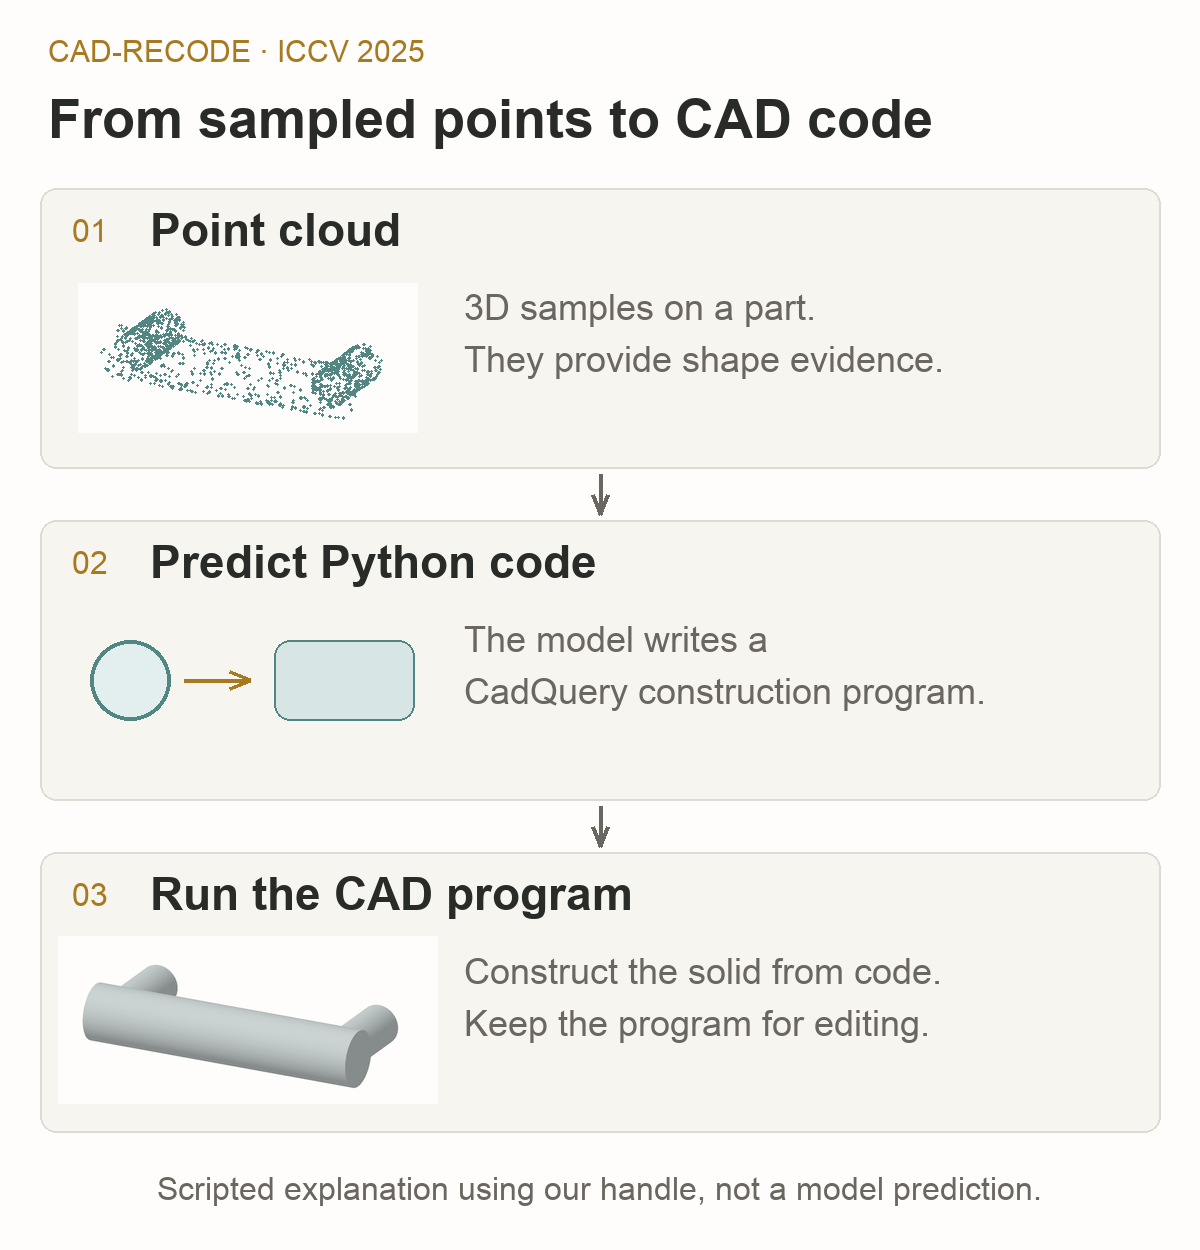 CAD-RECODE · ICCV 2025
From sampled points to CAD code
01 Point cloud
3D samples on a part.
They provide shape evidence.
02 Predict Python code
The model writes a
CadQuery construction program.
03 Run the CAD program
Construct the solid from code.
Keep the program for editing.
Scripted explanation using our handle, not a model prediction.